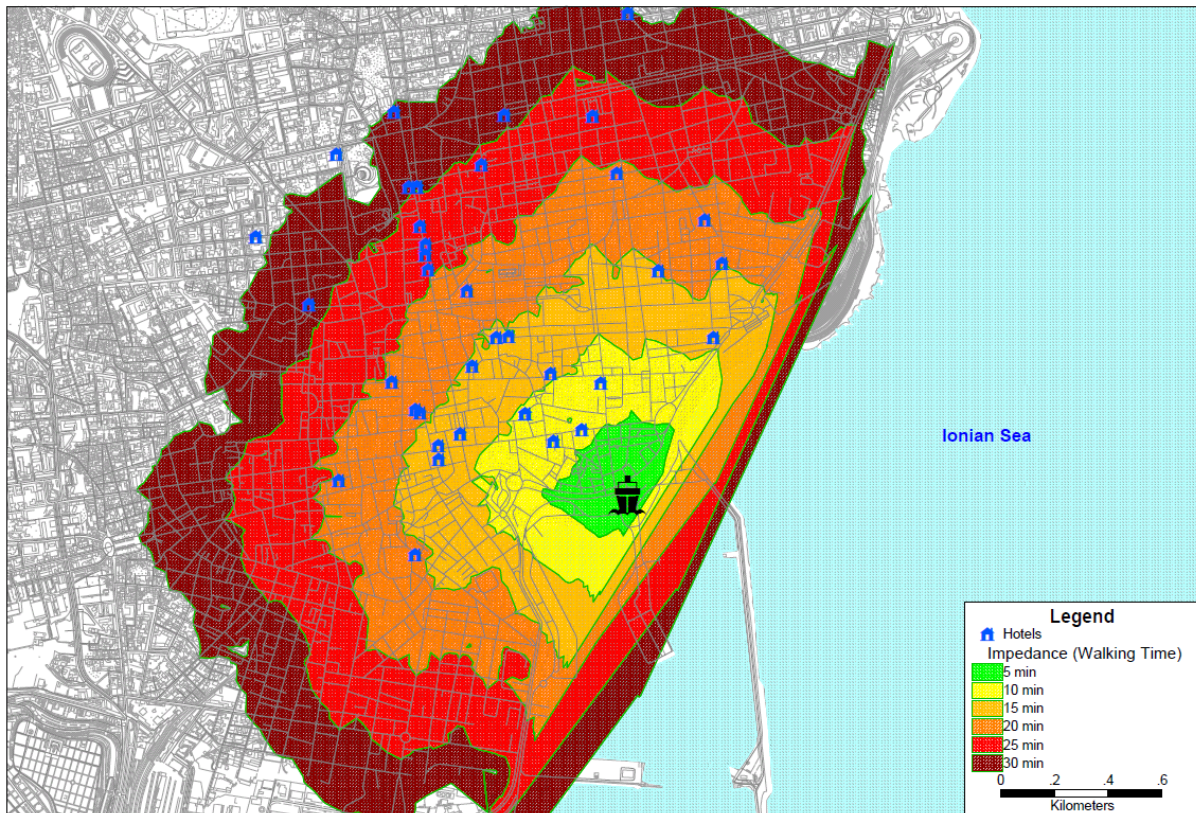 Ionian Sea
Legend
Hotels
Impedance (Walking Time)
5 min
10 min
15 min
20 min
25 min
30 min
0 .2 .4 .6
Kilometers